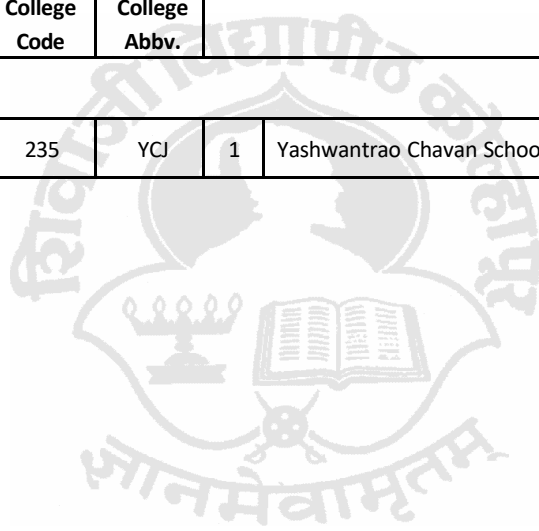 College College
Code Abbv.
235 YCJ 1 Yashwantrao Chavan Schoo
शिवाजी विद्यापीठ कोल्हापूर
ज्ञानमेवामृतम्